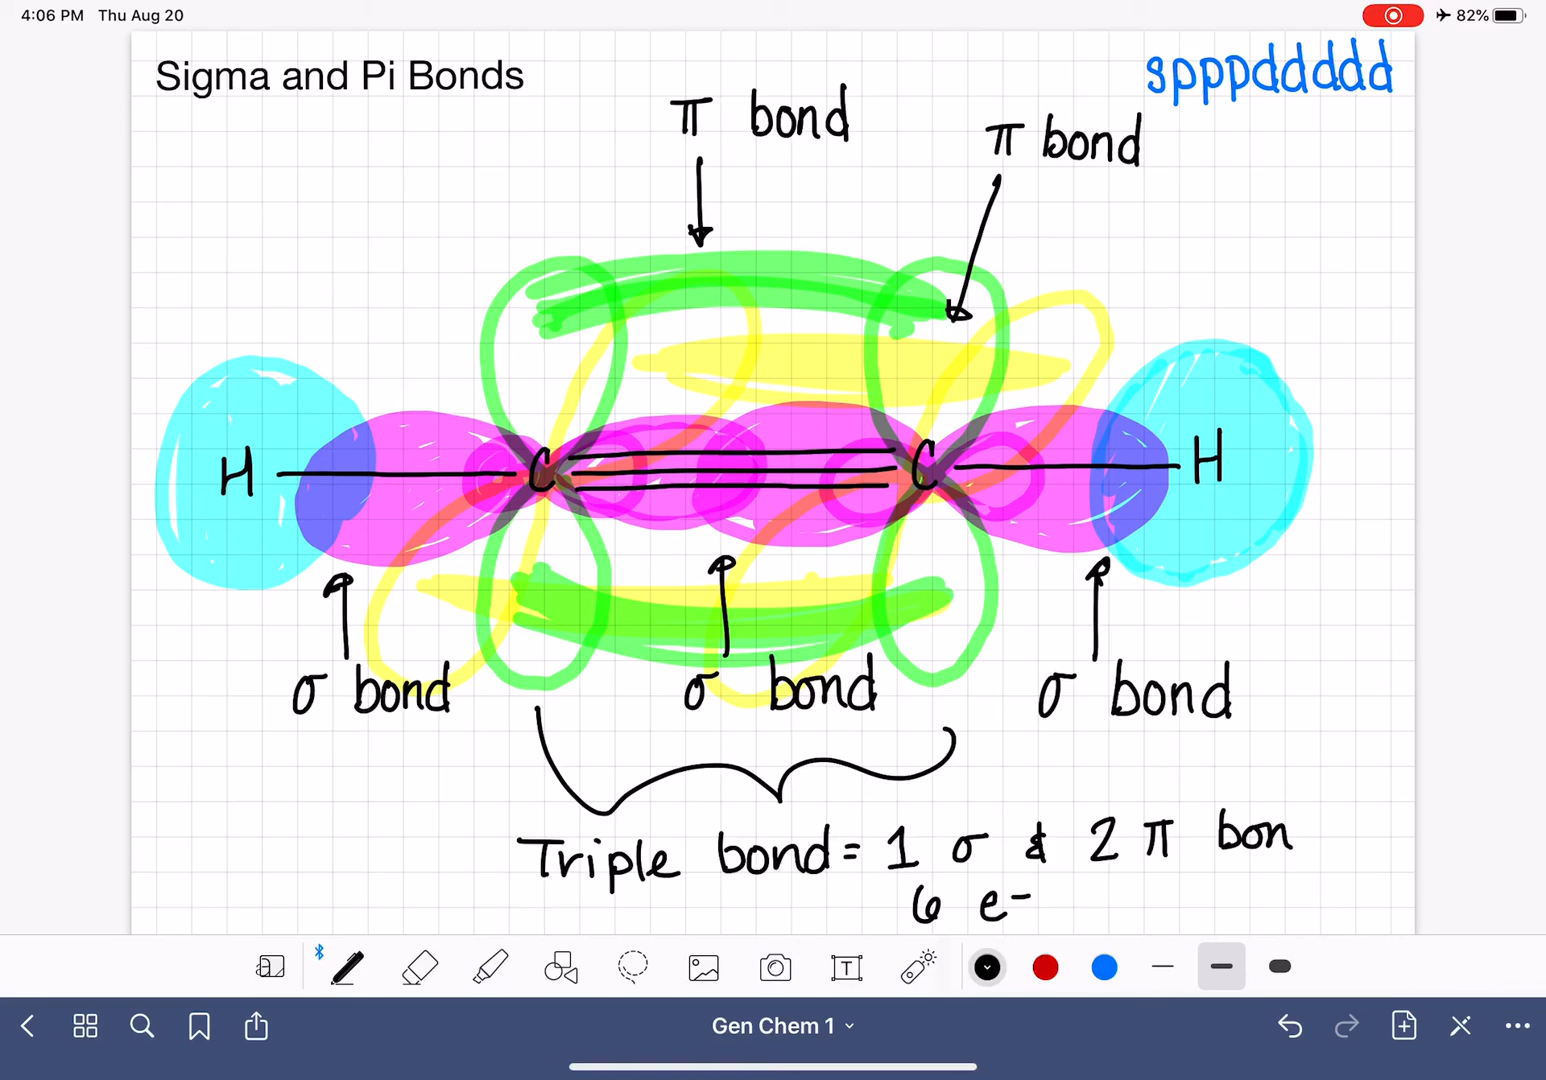 4:06 PM Thu Aug 20
82%
Sigma and Pi Bonds
spppddddd
π bond
π bond
H C C H
σ bond σ bond σ bond
Triple bond = 1 σ & 2 π bon
6 e-
T
Gen Chem 1